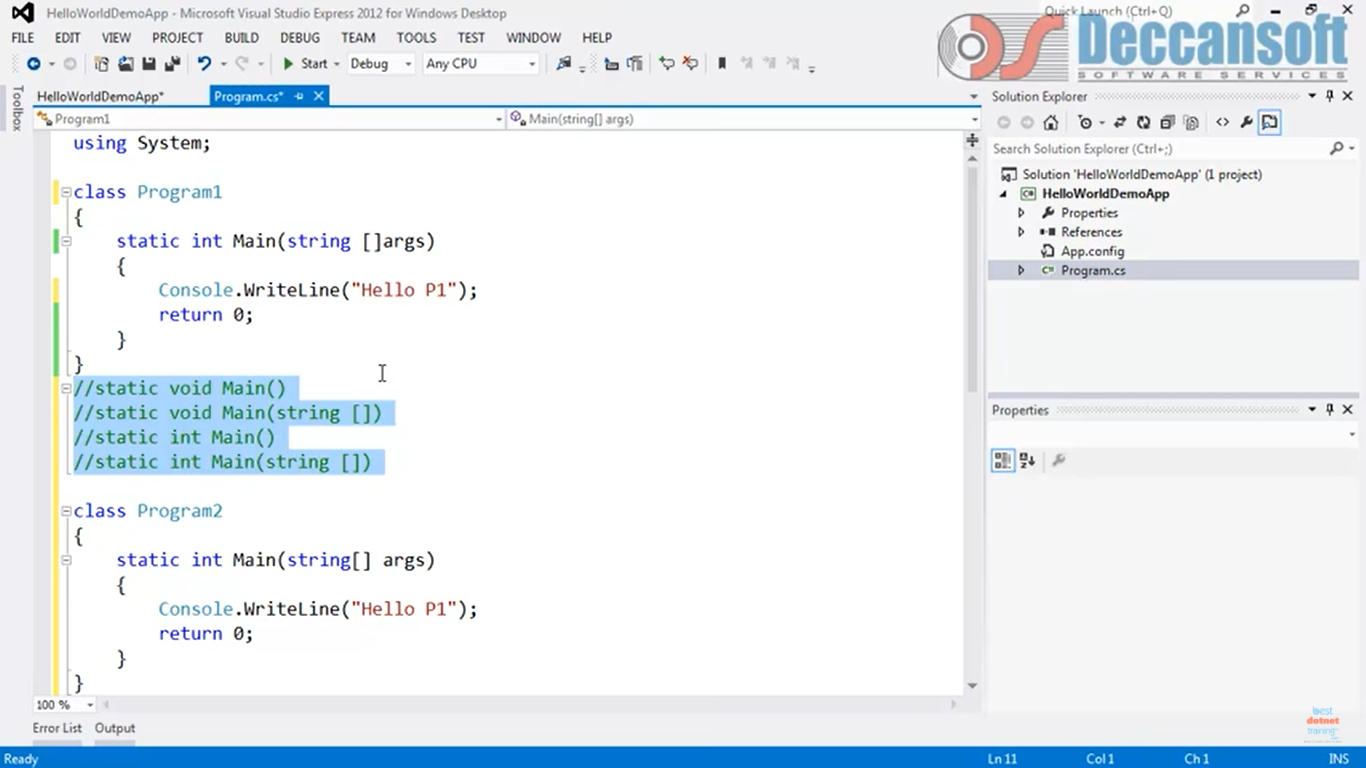 HelloWorldDemoApp - Microsoft Visual Studio Express 2012 for Windows Desktop
Quick Launch (Ctrl+Q)
FILE EDIT VIEW PROJECT BUILD DEBUG TEAM TOOLS TEST WINDOW HELP
DS Deccansoft
SOFTWARE SERVICES
Start Debug Any CPU
Toolbox
HelloWorldDemoApp* Program.cs*
Program1 Main(string[] args)
using System;
class Program1
{
static int Main(string []args)
{
Console.WriteLine("Hello P1");
return 0;
}
}
//static void Main()
//static void Main(string [])
//static int Main()
//static int Main(string [])
class Program2
{
static int Main(string[] args)
{
Console.WriteLine("Hello P1");
return 0;
}
}
100 %
Solution Explorer
Search Solution Explorer (Ctrl+;)
Solution 'HelloWorldDemoApp' (1 project)
HelloWorldDemoApp
Properties
References
App.config
Program.cs
Properties
best
dotnet
training
Error List Output
Ready Ln 11 Col 1 Ch 1 INS